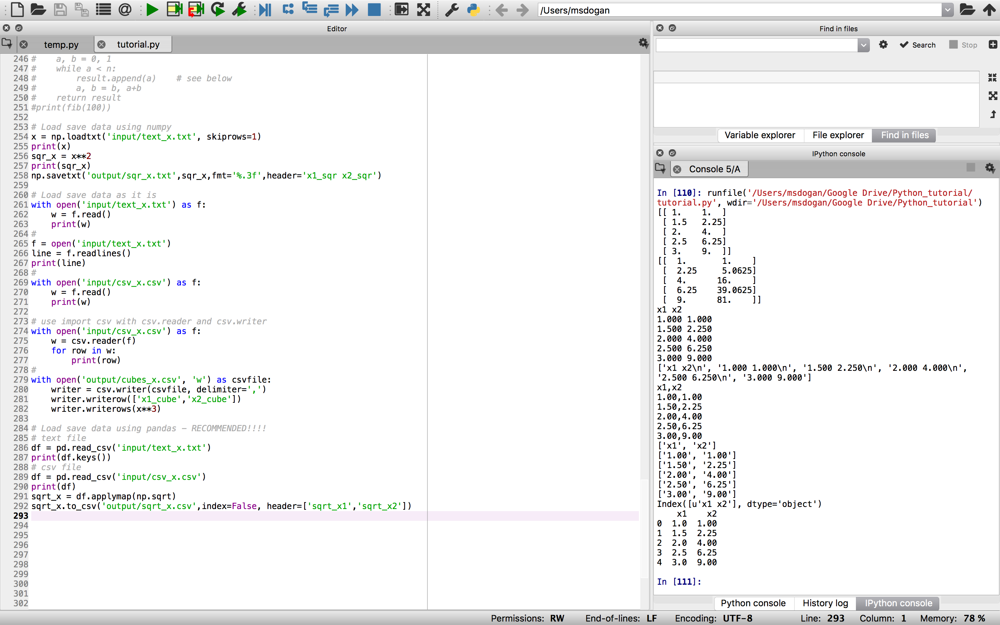 /Users/msdogan
Editor
temp.py
tutorial.py
246 #    a, b = 0, 1
247 #    while a < n:
248 #        result.append(a)    # see below
249 #        a, b = b, a+b
250 #    return result
251 #print(fib(100))
252
253 # Load save data using numpy
254 x = np.loadtxt('input/text_x.txt', skiprows=1)
255 print(x)
256 sqr_x = x**2
257 print(sqr_x)
258 np.savetxt('output/sqr_x.txt',sqr_x,fmt='%.3f',header='x1_sqr x2_sqr')
259
260 # Load save data as it is
261 with open('input/text_x.txt') as f:
262     w = f.read()
263     print(w)
264 #
265 f = open('input/text_x.txt')
266 line = f.readlines()
267 print(line)
268 #
269 with open('input/csv_x.csv') as f:
270     w = f.read()
271     print(w)
272
273 # use import csv with csv.reader and csv.writer
274 with open('input/csv_x.csv') as f:
275     w = csv.reader(f)
276     for row in w:
277         print(row)
278 #
279 with open('output/cubes_x.csv', 'w') as csvfile:
280     writer = csv.writer(csvfile, delimiter=',')
281     writer.writerow(['x1_cube','x2_cube'])
282     writer.writerows(x**3)
283
284 # Load save data using pandas – RECOMMENDED!!!!
285 # text file
286 df = pd.read_csv('input/text_x.txt')
287 print(df.keys())
288 # csv file
289 df = pd.read_csv('input/csv_x.csv')
290 print(df)
291 sqrt_x = df.applymap(np.sqrt)
292 sqrt_x.to_csv('output/sqrt_x.csv',index=False, header=['sqrt_x1','sqrt_x2'])
293
294
295
296
297
298
299
300
301
302
Find in files
Search
Stop
Variable explorer
File explorer
Find in files
IPython console
Console 5/A
In [110]: runfile('/Users/msdogan/Google Drive/Python_tutorial/
tutorial.py', wdir='/Users/msdogan/Google Drive/Python_tutorial')
[[ 1.    1.  ]
 [ 1.5   2.25]
 [ 2.    4.  ]
 [ 2.5   6.25]
 [ 3.    9.  ]]
[[  1.       1.    ]
 [  2.25     5.0625]
 [  4.      16.    ]
 [  6.25    39.0625]
 [  9.      81.    ]]
x1 x2
1.000 1.000
1.500 2.250
2.000 4.000
2.500 6.250
3.000 9.000
['x1 x2\n', '1.000 1.000\n', '1.500 2.250\n', '2.000 4.000\n',
'2.500 6.250\n', '3.000 9.000']
x1,x2
1.00,1.00
1.50,2.25
2.00,4.00
2.50,6.25
3.00,9.00
['x1', 'x2']
['1.00', '1.00']
['1.50', '2.25']
['2.00', '4.00']
['2.50', '6.25']
['3.00', '9.00']
Index([u'x1 x2'], dtype='object')
    x1    x2
0  1.0  1.00
1  1.5  2.25
2  2.0  4.00
3  2.5  6.25
4  3.0  9.00
In [111]:
Python console
History log
IPython console
Permissions: RW
End-of-lines: LF
Encoding: UTF-8
Line: 293
Column: 1
Memory: 78 %